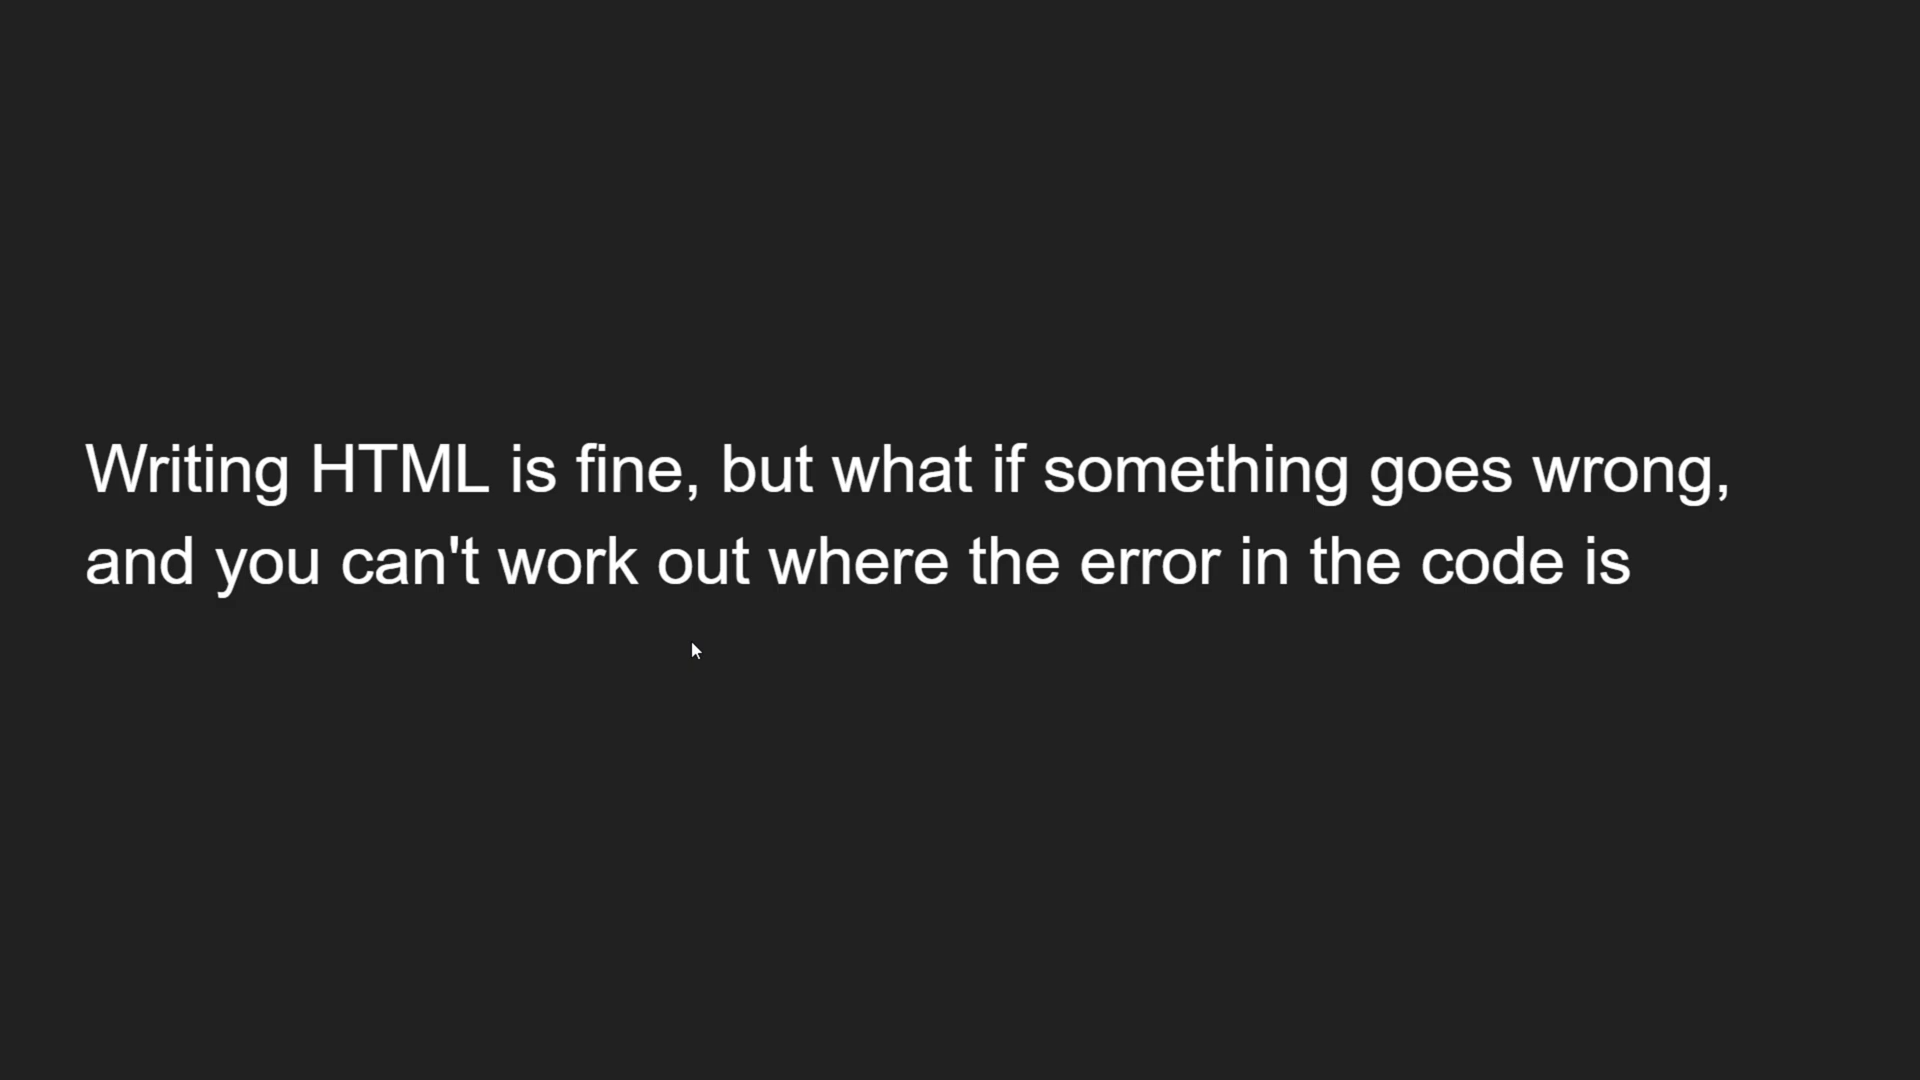 Writing HTML is fine, but what if something goes wrong,
and you can't work out where the error in the code is